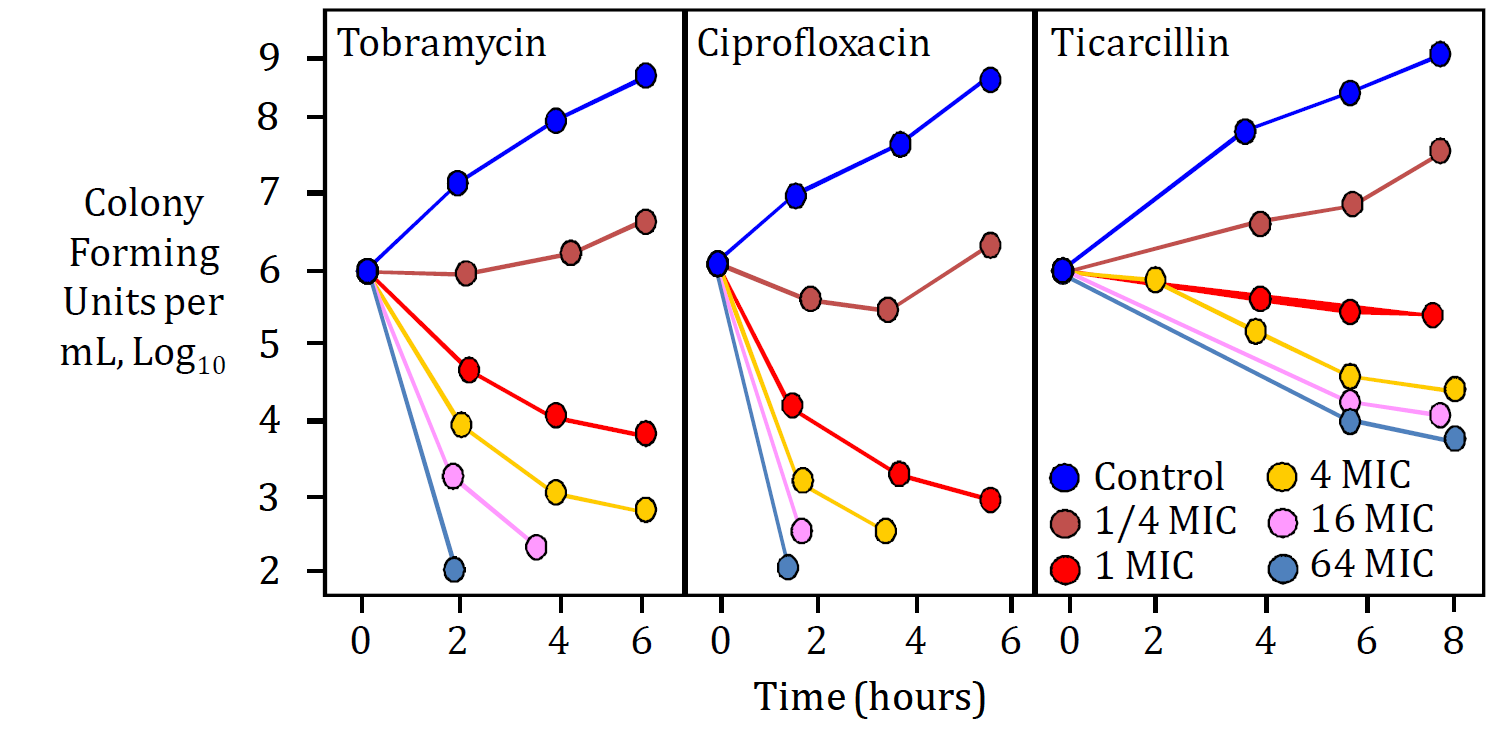 Tobramycin
Ciprofloxacin
Ticarcillin
9
8
7
6
5
4
3
2
Colony
Forming
Units per
mL, Log10
Control
4 MIC
1/4 MIC
16 MIC
1 MIC
64 MIC
0 2 4 6
0 2 4 6
0 2 4 6 8
Time (hours)